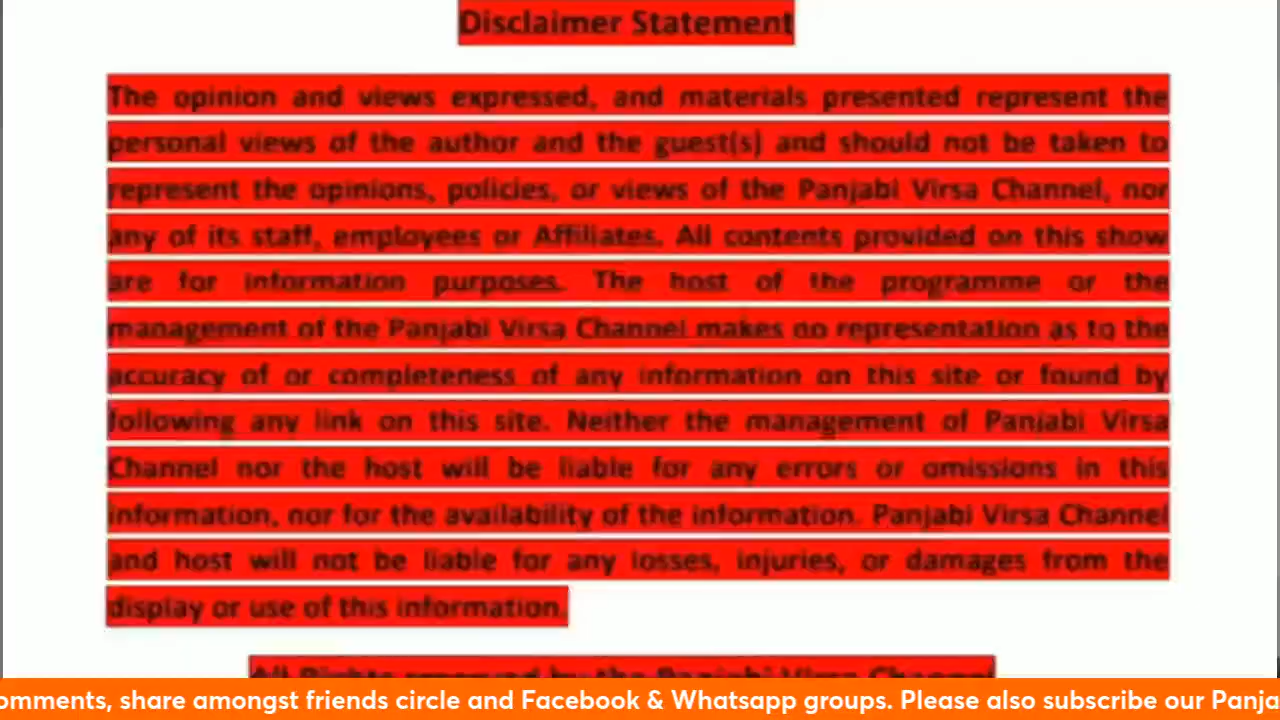 Disclaimer Statement
The opinion and views expressed, and materials presented represent the
personal views of the author and the guest(s) and should not be taken to
represent the opinions, policies, or views of the Panjabi Virsa Channel, nor
any of its staff, employees or Affiliates. All contents provided on this show
are for information purposes. The host of the programme or the
management of the Panjabi Virsa Channel makes no representation as to the
accuracy of or completeness of any information on this site or found by
following any link on this site. Neither the management of Panjabi Virsa
Channel nor the host will be liable for any errors or omissions in this
information, nor for the availability of the information. Panjabi Virsa Channel
and host will not be liable for any losses, injuries, or damages from the
display or use of this information.
All Rights reserved by the Panjabi Virsa Channel
omments, share amongst friends circle and Facebook & Whatsapp groups. Please also subscribe our Panja